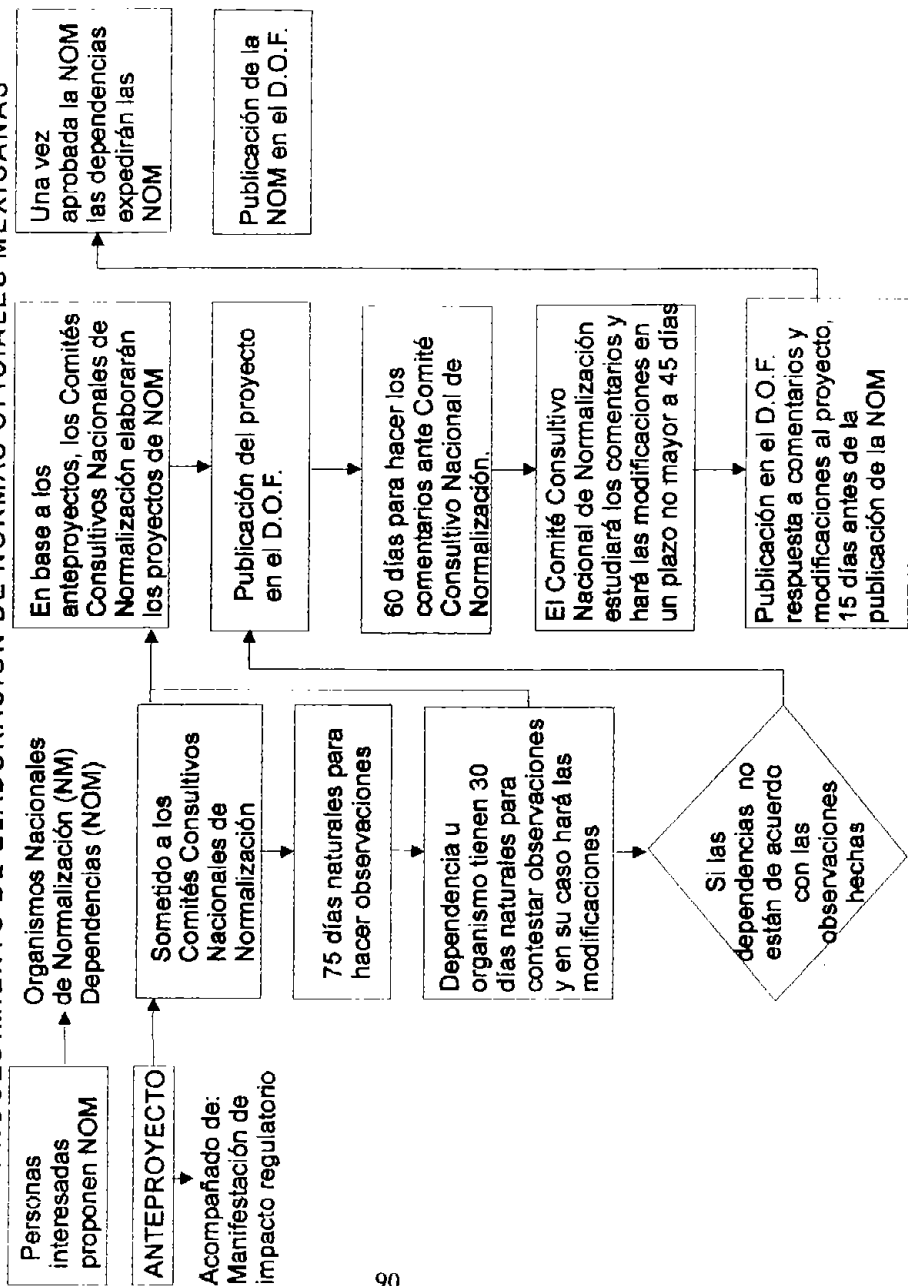 PROCEDIMIENTO DE ELABORACIÓN DE NORMAS OFICIALES MEXICANAS
Personas
interesadas
proponen NOM
Organismos Nacionales
de Normalización (NM)
Dependencias (NOM)
ANTEPROYECTO
Acompañado de:
Manifestación de
impacto regulatorio
Sometido a los
Comités Consultivos
Nacionales de
Normalización
75 días naturales para
hacer observaciones
Dependencia u
organismo tienen 30
días naturales para
contestar observaciones
y en su caso hará las
modificaciones
Si las
dependencias no
están de acuerdo
con las
observaciones
hechas
En base a los
anteproyectos, los Comités
Consultivos Nacionales de
Normalización elaborarán
los proyectos de NOM
Publicación del proyecto
en el D.O.F.
60 días para hacer los
comentarios ante Comité
Consultivo Nacional de
Normalización.
El Comité Consultivo
Nacional de Normalización
estudiará los comentarios y
hará las modificaciones en
un plazo no mayor a 45 días
Publicación en el D.O.F.
respuesta a comentarios y
modificaciones al proyecto,
15 días antes de la
publicación de la NOM
Una vez
aprobada la NOM
las dependencias
expedirán las
NOM
Publicación de la
NOM en el D.O.F.
90